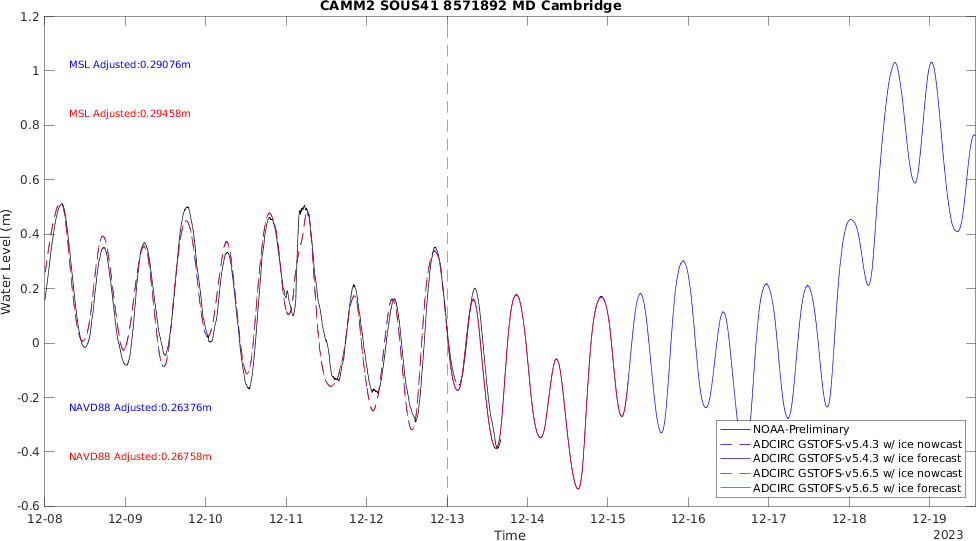 CAMM2 SOUS41 8571892 MD Cambridge
1.2
1
0.8
0.6
0.4
0.2
0
-0.2
-0.4
-0.6
Water Level (m)
MSL Adjusted:0.29076m
MSL Adjusted:0.29458m
NAVD88 Adjusted:0.26376m
NAVD88 Adjusted:0.26758m
NOAA-Preliminary
ADCIRC GSTOFS-v5.4.3 w/ ice nowcast
ADCIRC GSTOFS-v5.4.3 w/ ice forecast
ADCIRC GSTOFS-v5.6.5 w/ ice nowcast
ADCIRC GSTOFS-v5.6.5 w/ ice forecast
12-08 12-09 12-10 12-11 12-12 12-13 12-14 12-15 12-16 12-17 12-18 12-19
Time
2023